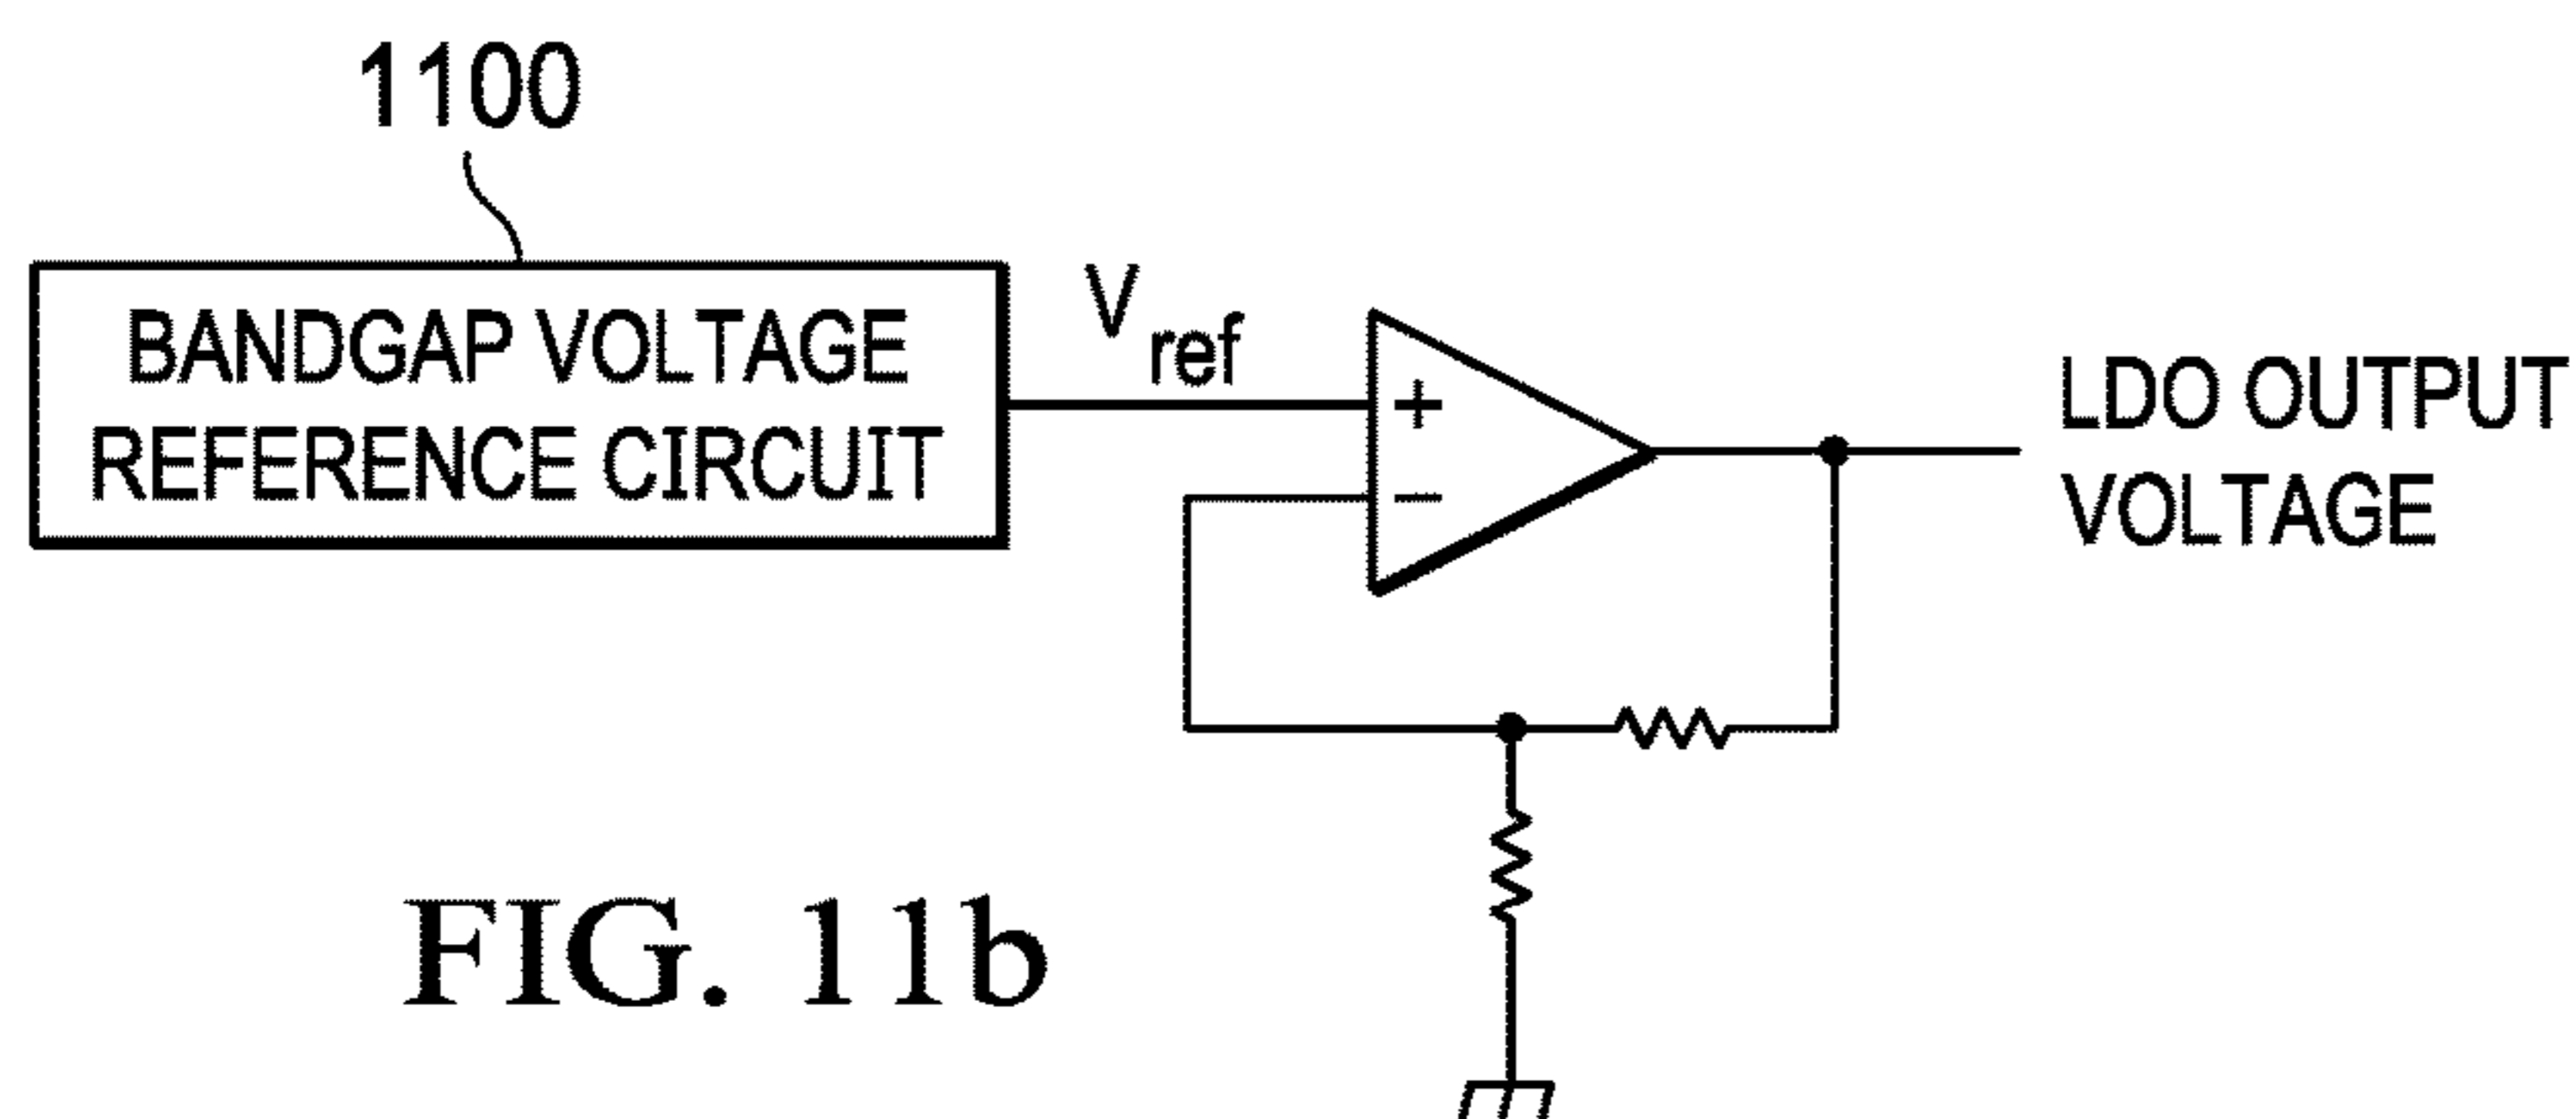 1100
BANDGAP VOLTAGE
REFERENCE CIRCUIT
Vref
+
−
LDO OUTPUT
VOLTAGE
FIG. 11b